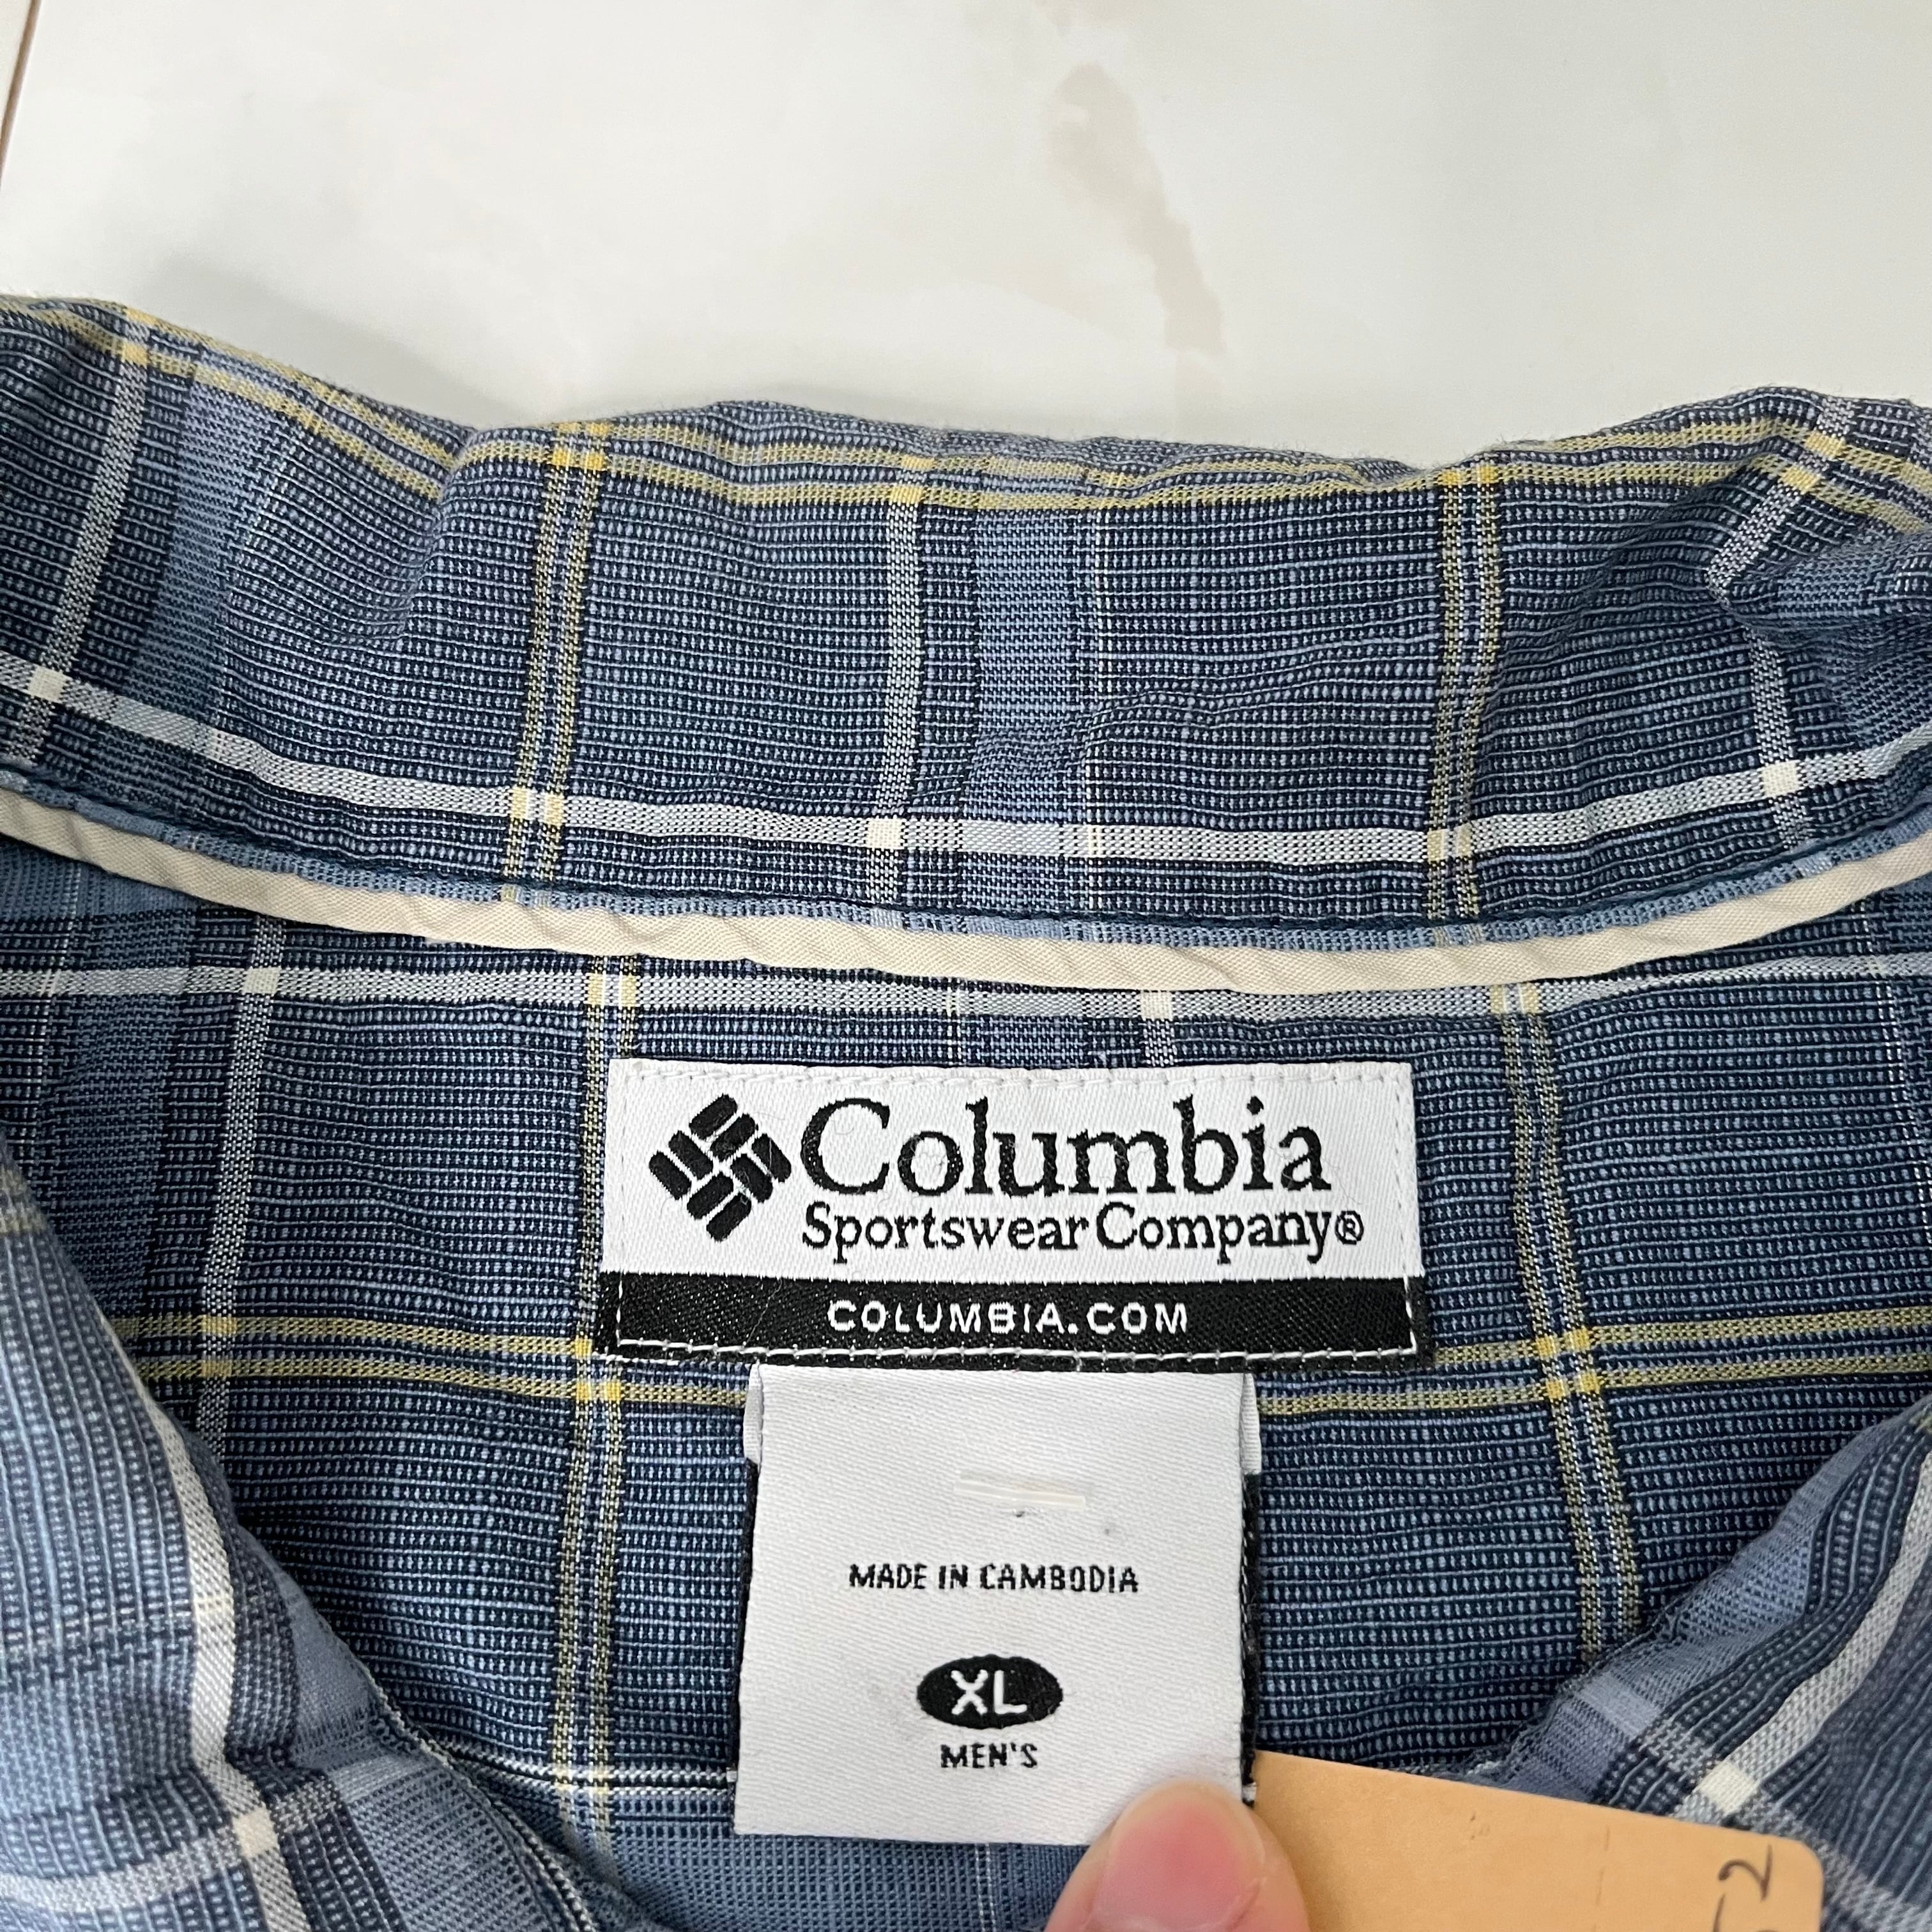 Columbia
Sportswear Company®
COLUMBIA.COM
MADE IN CAMBODIA
XL
MEN'S